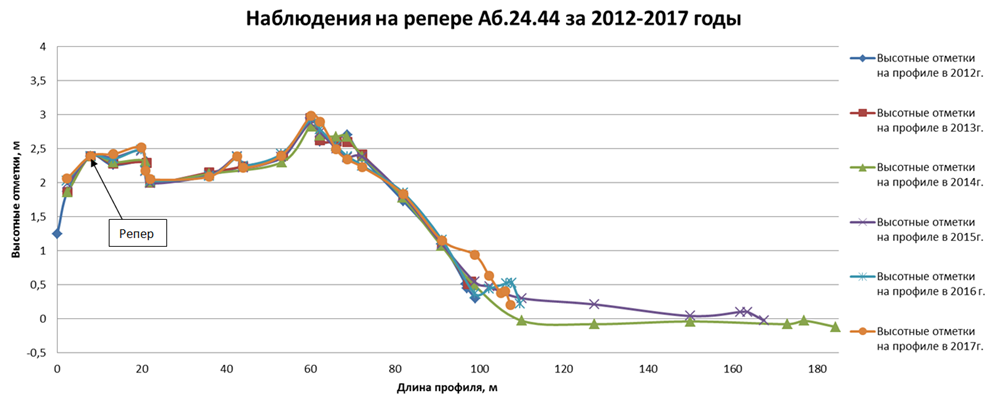 Наблюдения на репере Аб.24.44 за 2012-2017 годы
Высотные отметки, м
4
3,5
3
2,5
2
1,5
1
0,5
0
-0,5
Репер
0
20
40
60
80
100
120
140
160
180
Длина профиля, м
Высотные отметки
на профиле в 2012г.
Высотные отметки
на профиле в 2013г.
Высотные отметки
на профиле в 2014г.
Высотные отметки
на профиле в 2015г.
Высотные отметки
на профиле в 2016 г.
Высотные отметки
на профиле в 2017г.